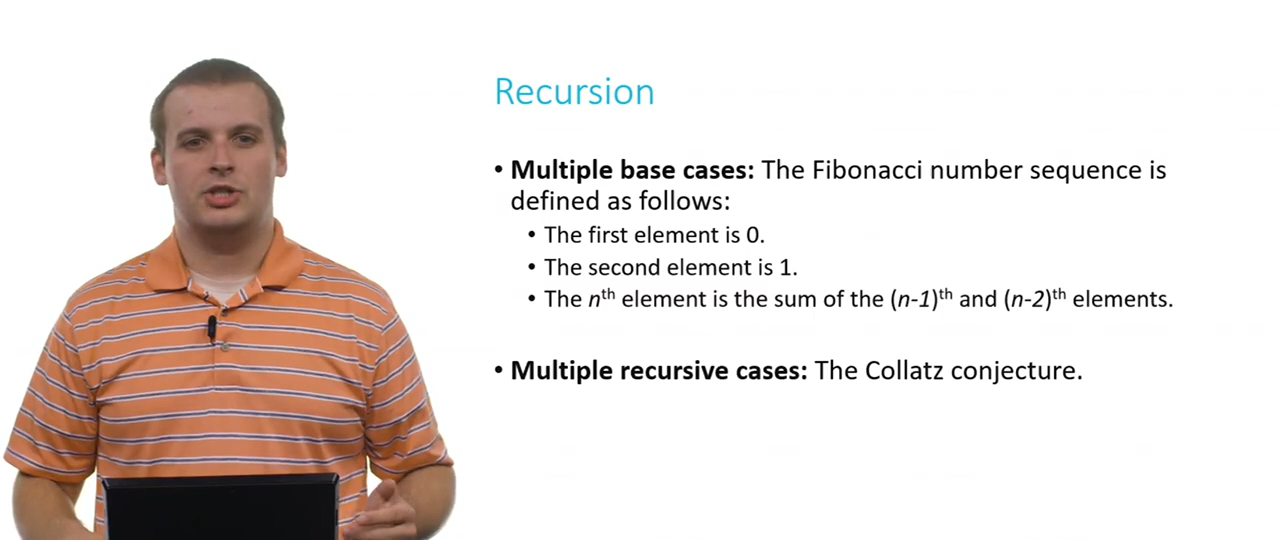 Recursion
• Multiple base cases: The Fibonacci number sequence is
defined as follows:
• The first element is 0.
• The second element is 1.
• The nth element is the sum of the (n-1)th and (n-2)th elements.
• Multiple recursive cases: The Collatz conjecture.